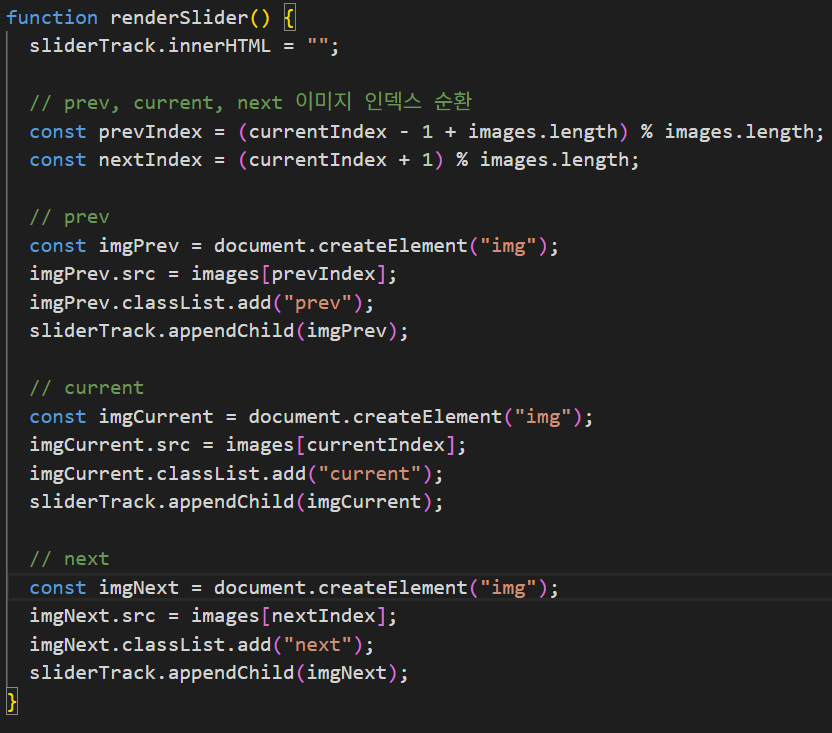 function renderSlider() {
sliderTrack.innerHTML = "";
// prev, current, next 이미지 인덱스 순환
const prevIndex = (currentIndex - 1 + images.length) % images.length;
const nextIndex = (currentIndex + 1) % images.length;
// prev
const imgPrev = document.createElement("img");
imgPrev.src = images[prevIndex];
imgPrev.classList.add("prev");
sliderTrack.appendChild(imgPrev);
// current
const imgCurrent = document.createElement("img");
imgCurrent.src = images[currentIndex];
imgCurrent.classList.add("current");
sliderTrack.appendChild(imgCurrent);
// next
const imgNext = document.createElement("img");
imgNext.src = images[nextIndex];
imgNext.classList.add("next");
sliderTrack.appendChild(imgNext);
}